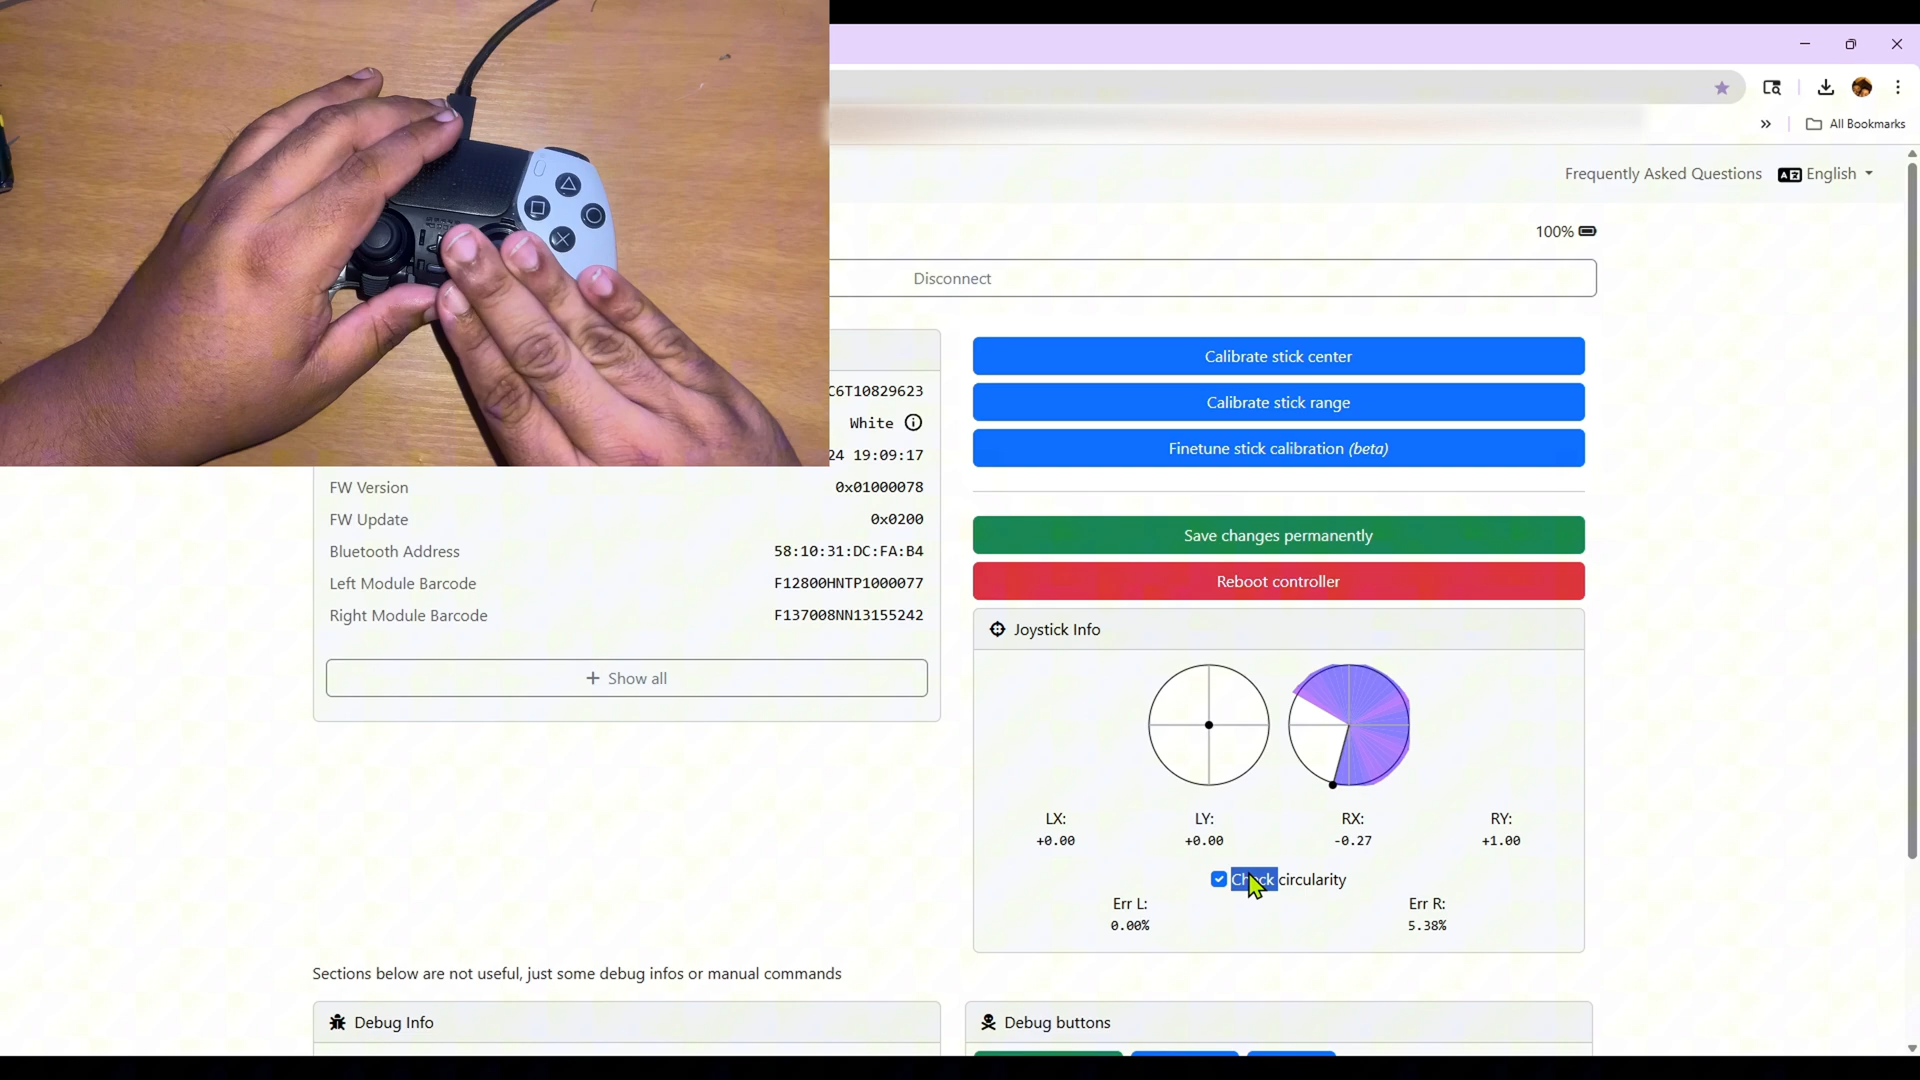 All Bookmarks
Frequently Asked Questions
English
100%
Disconnect
C6T10829623
White
24 19:09:17
FW Version 0x01000078
FW Update 0x0200
Bluetooth Address 58:10:31:DC:FA:B4
Left Module Barcode F12800HNTP1000077
Right Module Barcode F137008NN13155242
Show all
Calibrate stick center
Calibrate stick range
Finetune stick calibration (beta)
Save changes permanently
Reboot controller
Joystick Info
LX: LY: RX: RY:
+0.00 +0.00 -0.27 +1.00
Check circularity
Err L: Err R:
0.00% 5.38%
Sections below are not useful, just some debug infos or manual commands
Debug Info
Debug buttons